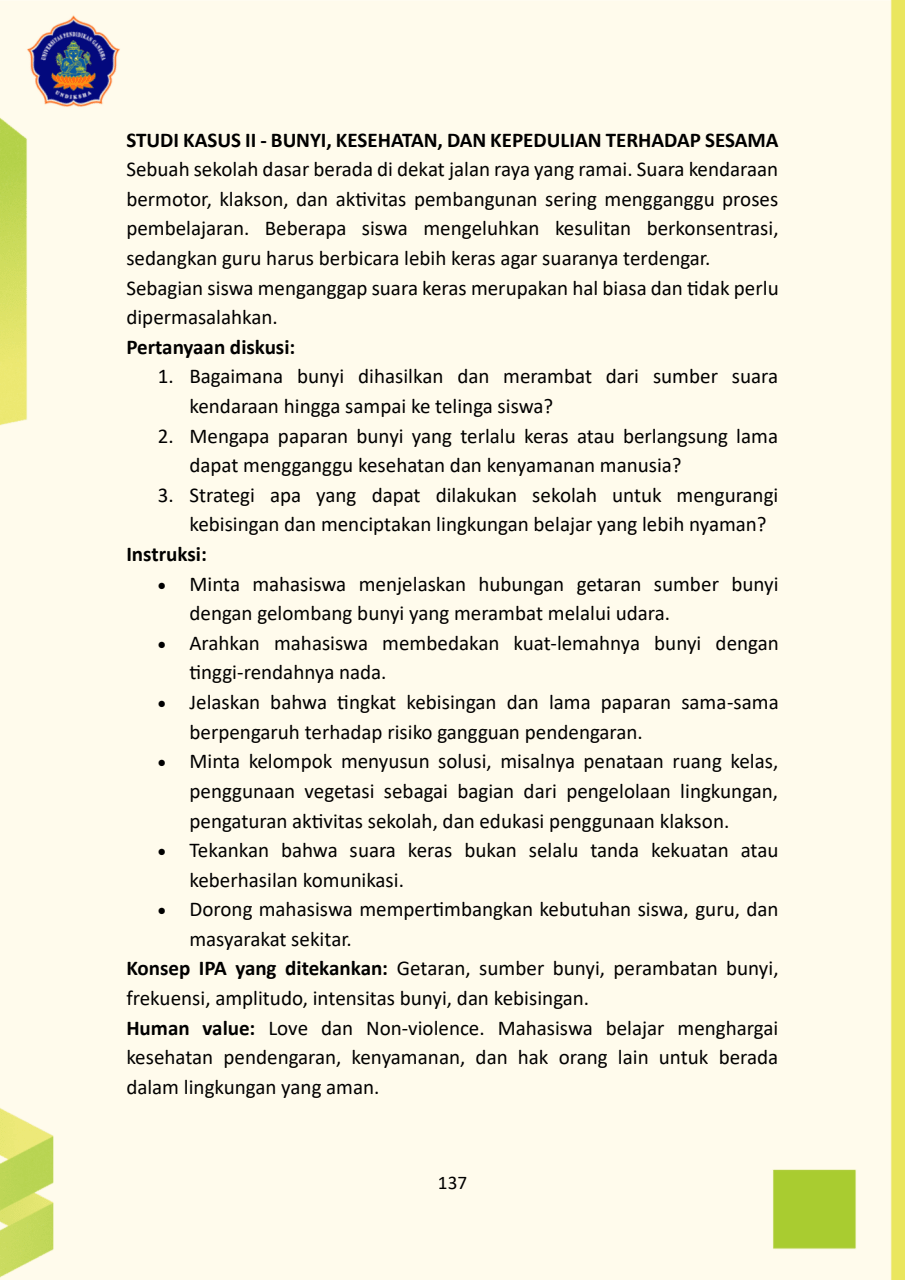 UNIVERSITAS PENDIDIKAN GANESHA
UNDIKSHA
STUDI KASUS II - BUNYI, KESEHATAN, DAN KEPEDULIAN TERHADAP SESAMA
Sebuah sekolah dasar berada di dekat jalan raya yang ramai. Suara kendaraan
bermotor, klakson, dan aktivitas pembangunan sering mengganggu proses
pembelajaran. Beberapa siswa mengeluhkan kesulitan berkonsentrasi,
sedangkan guru harus berbicara lebih keras agar suaranya terdengar.
Sebagian siswa menganggap suara keras merupakan hal biasa dan tidak perlu
dipermasalahkan.
Pertanyaan diskusi:
1. Bagaimana bunyi dihasilkan dan merambat dari sumber suara
kendaraan hingga sampai ke telinga siswa?
2. Mengapa paparan bunyi yang terlalu keras atau berlangsung lama
dapat mengganggu kesehatan dan kenyamanan manusia?
3. Strategi apa yang dapat dilakukan sekolah untuk mengurangi
kebisingan dan menciptakan lingkungan belajar yang lebih nyaman?
Instruksi:
• Minta mahasiswa menjelaskan hubungan getaran sumber bunyi
dengan gelombang bunyi yang merambat melalui udara.
• Arahkan mahasiswa membedakan kuat-lemahnya bunyi dengan
tinggi-rendahnya nada.
• Jelaskan bahwa tingkat kebisingan dan lama paparan sama-sama
berpengaruh terhadap risiko gangguan pendengaran.
• Minta kelompok menyusun solusi, misalnya penataan ruang kelas,
penggunaan vegetasi sebagai bagian dari pengelolaan lingkungan,
pengaturan aktivitas sekolah, dan edukasi penggunaan klakson.
• Tekankan bahwa suara keras bukan selalu tanda kekuatan atau
keberhasilan komunikasi.
• Dorong mahasiswa mempertimbangkan kebutuhan siswa, guru, dan
masyarakat sekitar.
Konsep IPA yang ditekankan: Getaran, sumber bunyi, perambatan bunyi,
frekuensi, amplitudo, intensitas bunyi, dan kebisingan.
Human value: Love dan Non-violence. Mahasiswa belajar menghargai
kesehatan pendengaran, kenyamanan, dan hak orang lain untuk berada
dalam lingkungan yang aman.
137